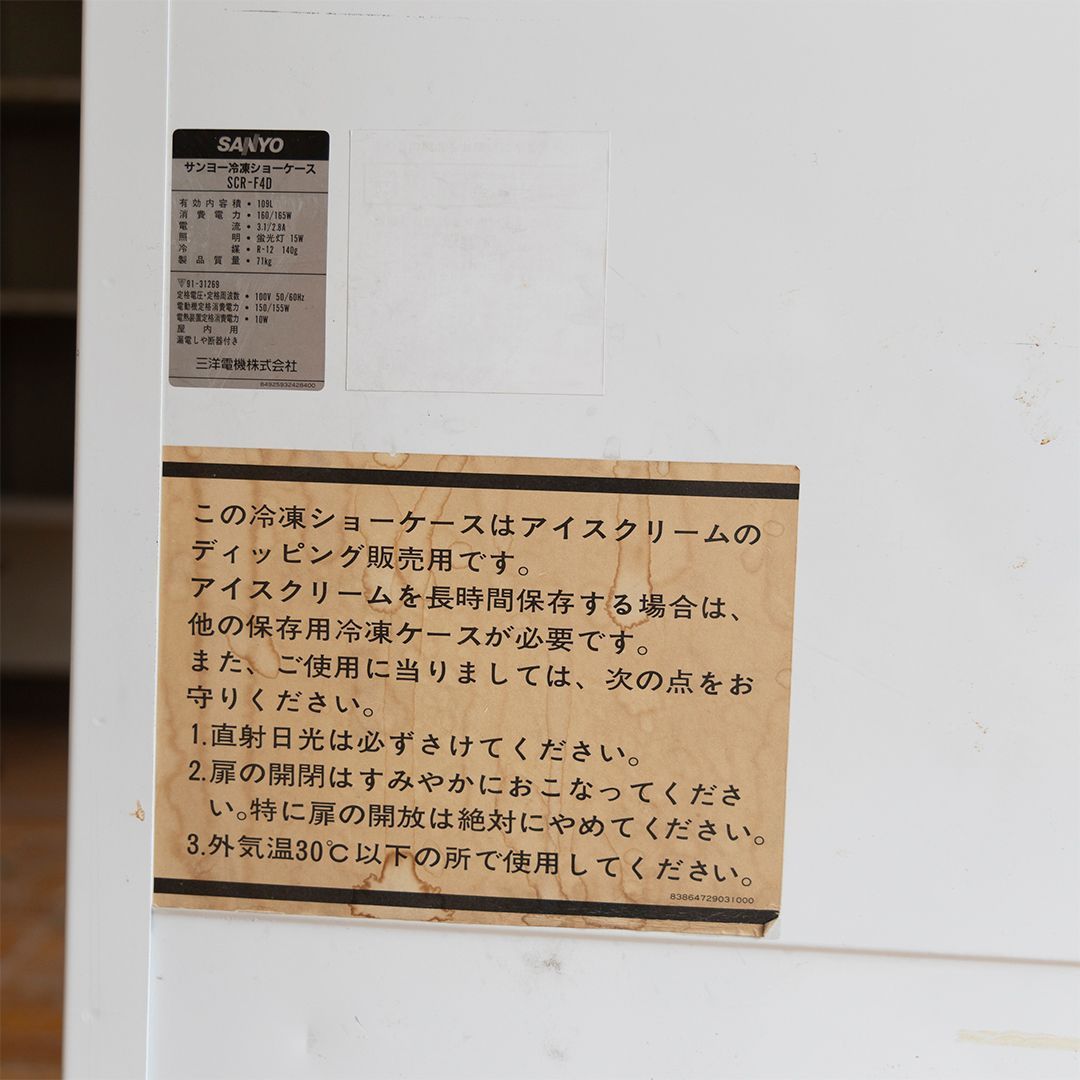 SANYO
サンヨー冷凍ショーケース
SCR-F4D
有効内容積・109L
消費電力・160/165W
電流・3.1/2.8A
照明・蛍光灯 15W
冷媒・R-12 140g
製品質量・71kg
91-31269
定格電圧・定格周波数・100V 50/60Hz
電動機定格消費電力・150/155W
電熱装置定格消費電力・10W
屋内用
漏電しや断器付き
三洋電機株式会社
84925932428400
この冷凍ショーケースはアイスクリームの
ディッピング販売用です。
アイスクリームを長時間保存する場合は、
他の保存用冷凍ケースが必要です。
また、ご使用に当りましては、次の点をお
守りください。
1.直射日光は必ずさけてください。
2.扉の開閉はすみやかにおこなってくださ
い。特に扉の開放は絶対にやめてください。
3.外気温30℃以下の所で使用してください。
83864729031000